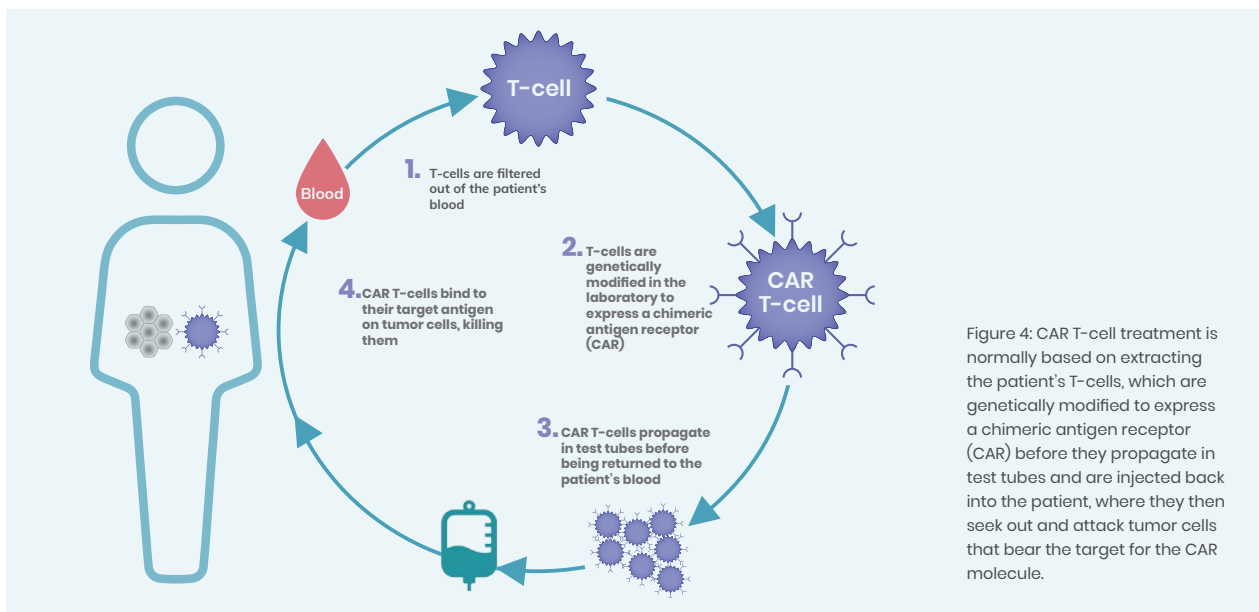 T-cell
Blood
1. T-cells are filtered
out of the patient's
blood
2. T-cells are
genetically
modified in the
laboratory to
express a chimeric
antigen receptor
(CAR)
CAR
T-cell
4. CAR T-cells bind to
their target antigen
on tumor cells, killing
them
3. CAR T-cells propagate
in test tubes before
being returned to the
patient's blood
Figure 4: CAR T-cell treatment is
normally based on extracting
the patient's T-cells, which are
genetically modified to express
a chimeric antigen receptor
(CAR) before they propagate in
test tubes and are injected back
into the patient, where they then
seek out and attack tumor cells
that bear the target for the CAR
molecule.